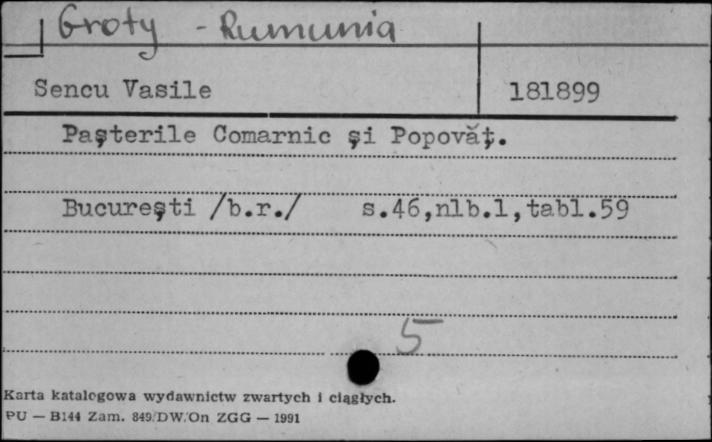 Groty - Rumunia
Sencu Vasile 181899
Paşterile Comarnic şi Popovăţ.
Bucureşti /b.r./ s.46,nlb.1,tabl.59
5
Karta katalogowa wydawnictw zwartych i ciągłych.
PU — B144 Zam. 849/DW/On ZGG — 1991